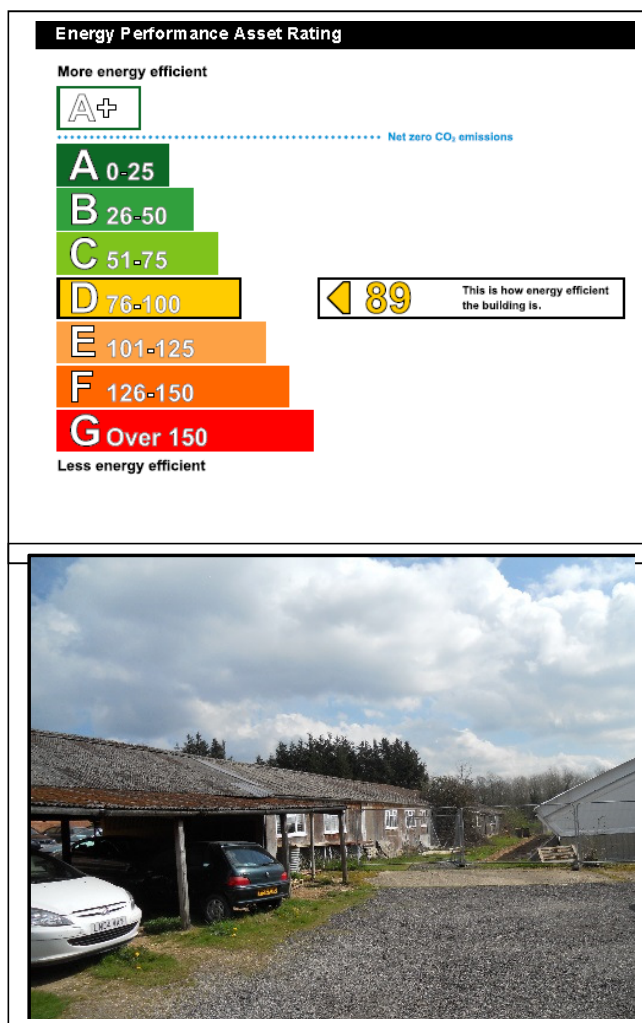 Energy Performance Asset Rating
More energy efficient
A+
Net zero CO₂ emissions
A 0-25
B 26-50
C 51-75
D 76-100
89
This is how energy efficient
the building is.
E 101-125
F 126-150
G Over 150
Less energy efficient